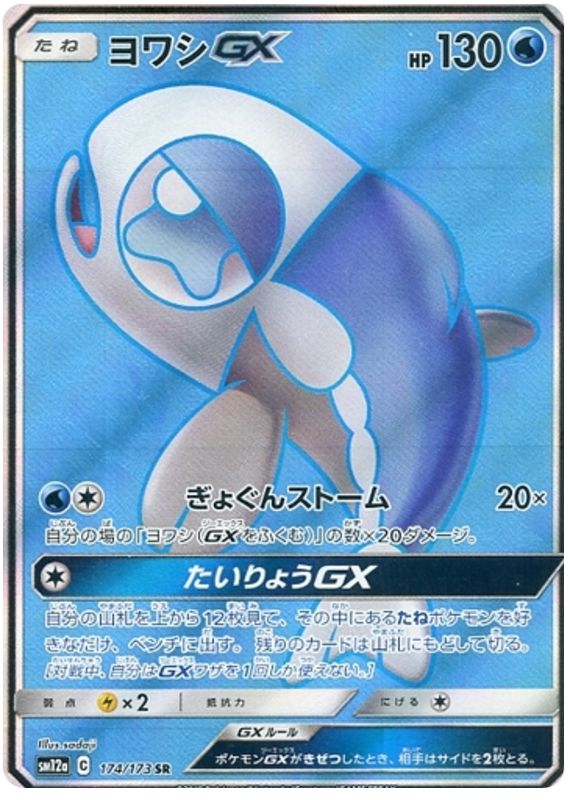 たね ヨワシGX HP 130
ぎょぐんストーム 20×
自分の場の「ヨワシ(GXをふくむ)」の数×20ダメージ。
たいりょうGX
自分の山札を上から12枚見て、その中にあるたねポケモンを好
きなだけ、ベンチに出す。残りのカードは山札にもどして切る。
[対戦中、自分はGXワザを1回しか使えない。]
弱点 ×2 抵抗力 にげる
GXルール
ポケモンGXがきぜつしたとき、相手はサイドを2枚とる。
Illus. sadaji
sm12a C 174/173 SR